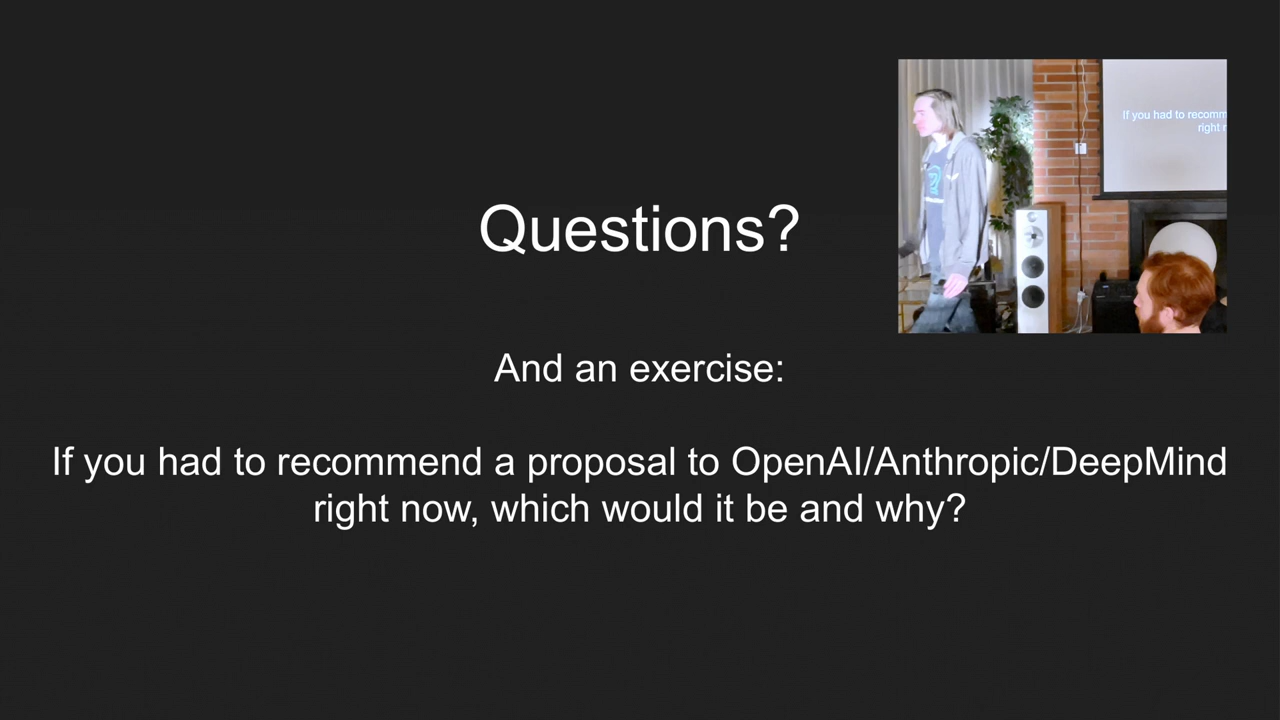 Questions?
And an exercise:
If you had to recommend a proposal to OpenAI/Anthropic/DeepMind
right now, which would it be and why?
If you had to recomm
right r